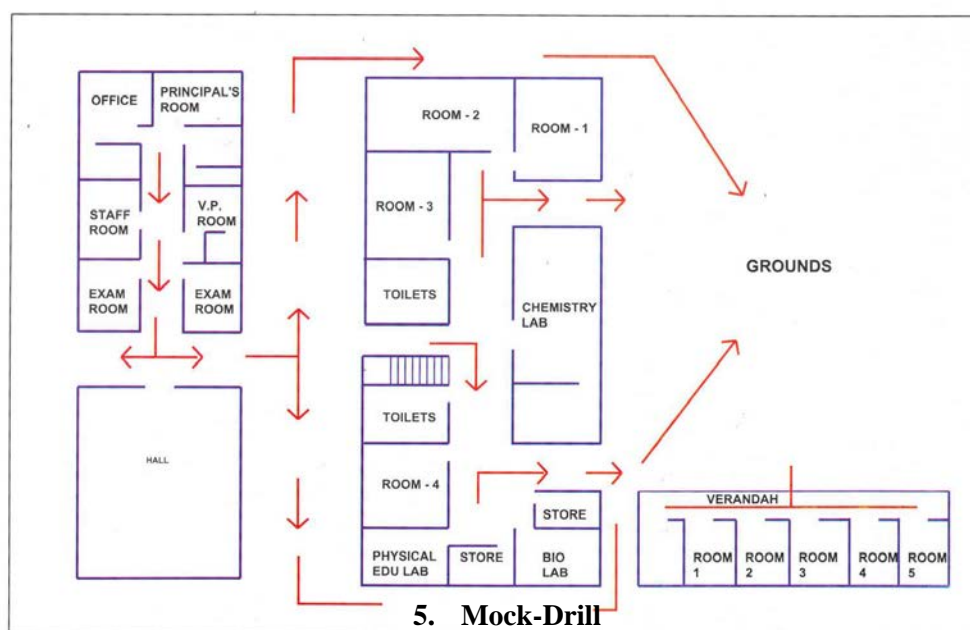 OFFICE
PRINCIPAL'S
ROOM
STAFF
ROOM
V.P.
ROOM
EXAM
ROOM
EXAM
ROOM
HALL
ROOM - 2
ROOM - 1
ROOM - 3
TOILETS
CHEMISTRY
LAB
TOILETS
ROOM - 4
PHYSICAL
EDU LAB
STORE
STORE
BIO
LAB
GROUNDS
VERANDAH
ROOM
1
ROOM
2
ROOM
3
ROOM
4
ROOM
5
5. Mock-Drill